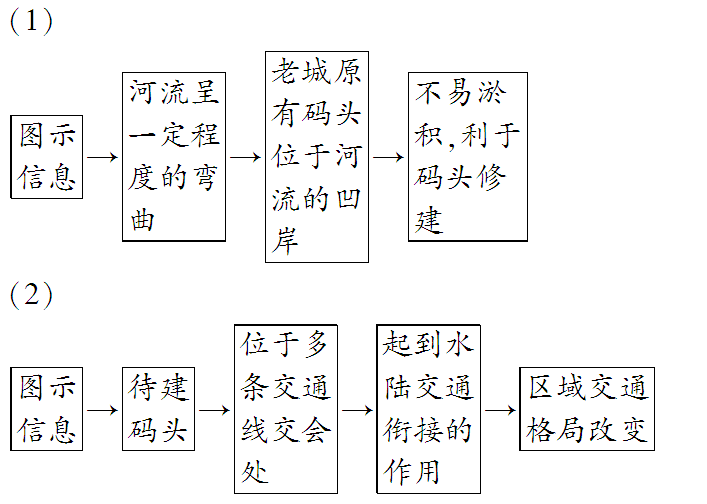 (1)
图示
信息
河流呈
一定程
度的弯
曲
老城原
有码头
位于河
流的凹
岸
不易淤
积,利于
码头修
建
(2)
图示
信息
待建
码头
位于多
条交通
线交会
处
起到水
陆交通
衔接的
作用
区域交通
格局改变